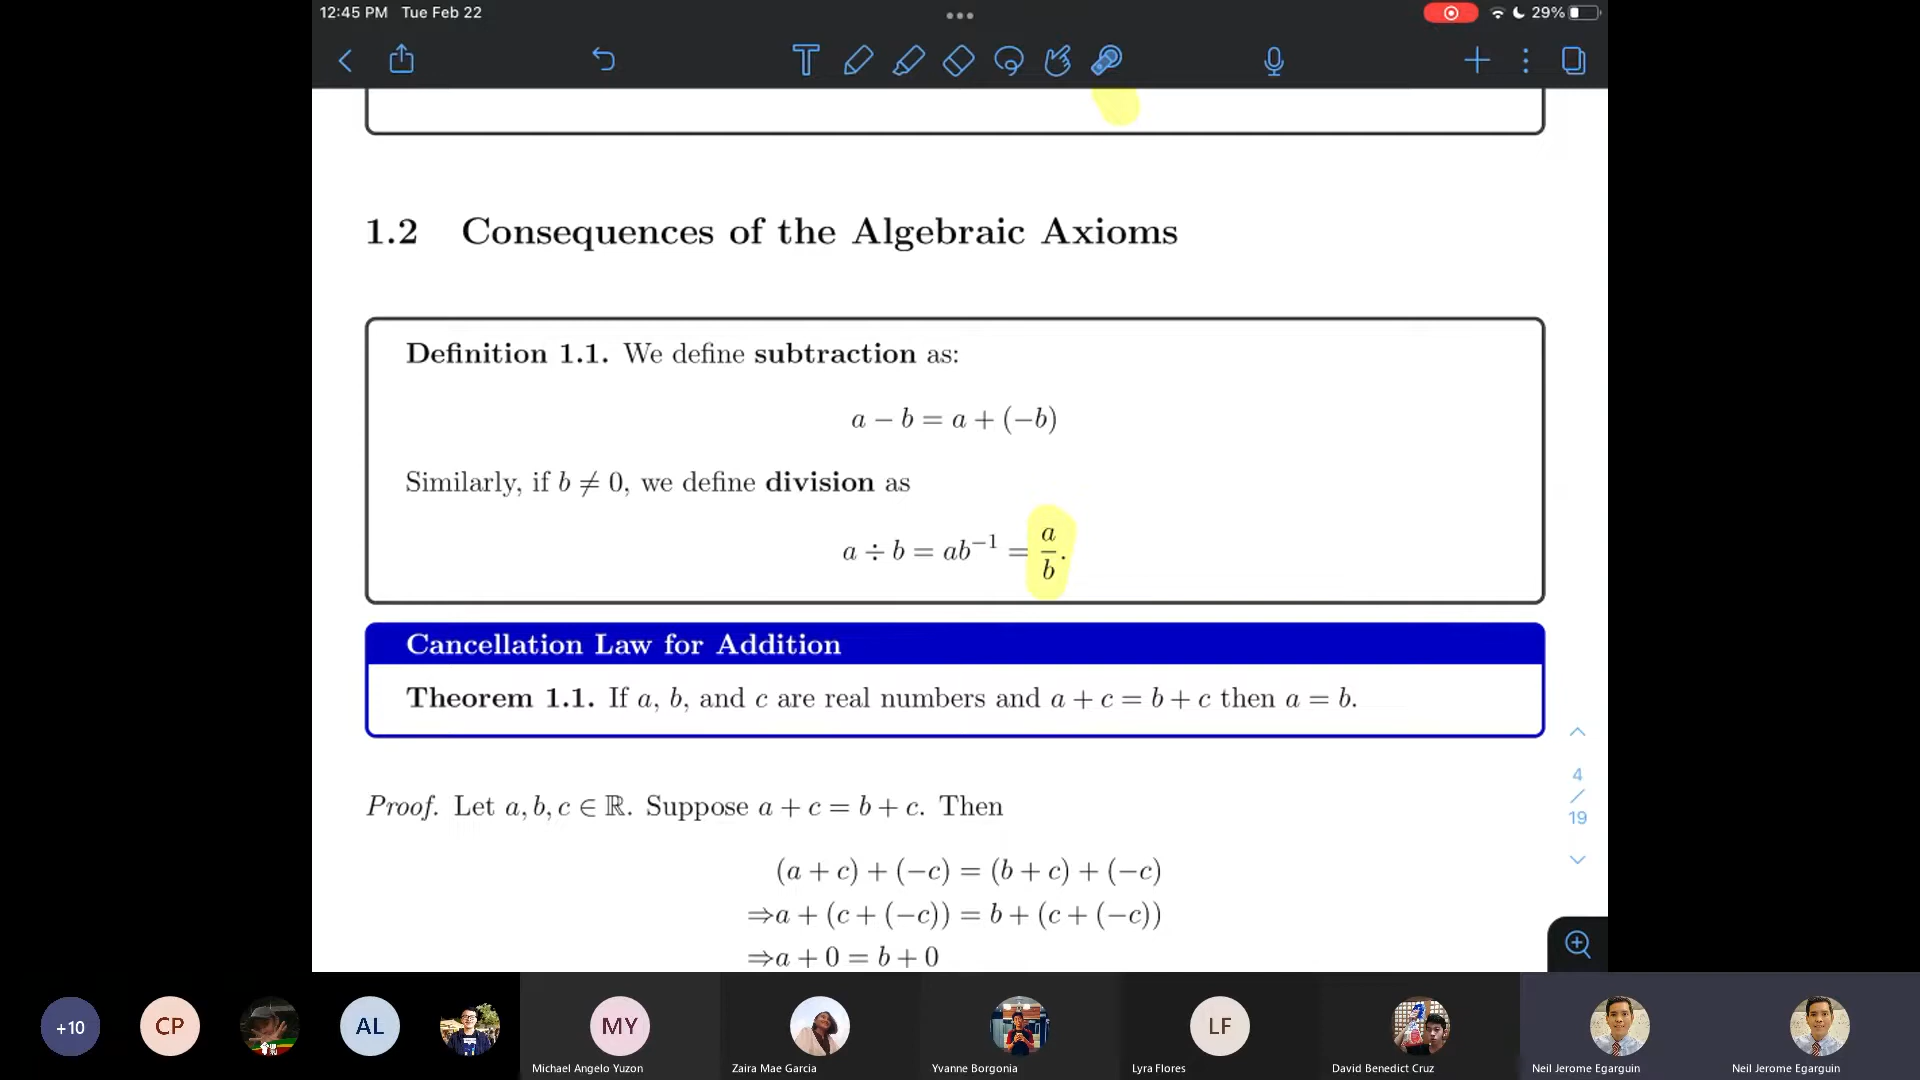 12:45 PM Tue Feb 22
29%
1.2 Consequences of the Algebraic Axioms
Definition 1.1. We define subtraction as:
a − b = a + (−b)
Similarly, if b ≠ 0, we define division as
a ÷ b = ab⁻¹ = a/b.
Cancellation Law for Addition
Theorem 1.1. If a, b, and c are real numbers and a + c = b + c then a = b.
Proof. Let a, b, c ∈ ℝ. Suppose a + c = b + c. Then
(a + c) + (−c) = (b + c) + (−c)
⇒a + (c + (−c)) = b + (c + (−c))
⇒a + 0 = b + 0
4
/
19
+10
CP
AL
MY
LF
Michael Angelo Yuzon
Zaira Mae Garcia
Yvanne Borgonia
Lyra Flores
David Benedict Cruz
Neil Jerome Egarguin
Neil Jerome Egarguin